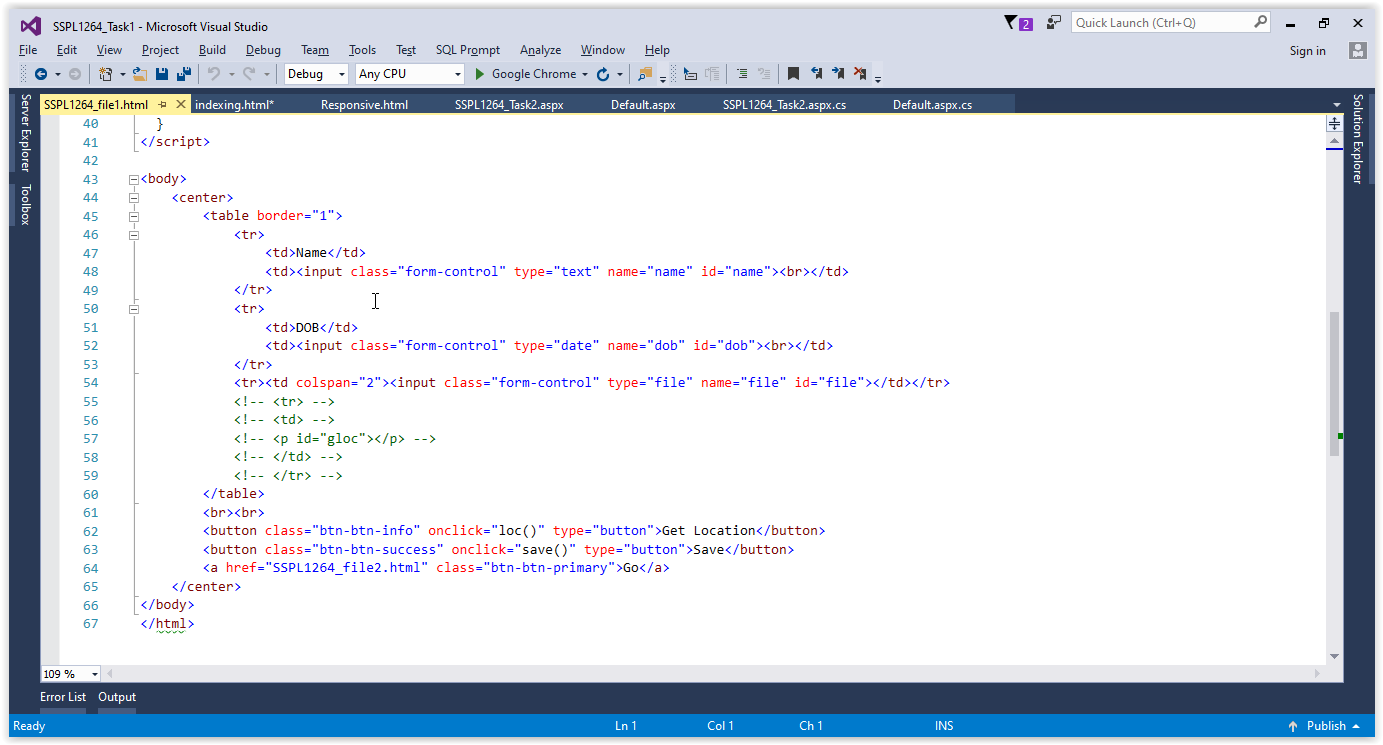 SSPL1264_Task1 - Microsoft Visual Studio
2
Quick Launch (Ctrl+Q)
File Edit View Project Build Debug Team Tools Test SQL Prompt Analyze Window Help
Sign in
Debug Any CPU Google Chrome
Server Explorer
Toolbox
Solution Explorer
SSPL1264_file1.html indexing.html* Responsive.html SSPL1264_Task2.aspx Default.aspx SSPL1264_Task2.aspx.cs Default.aspx.cs
40 }
41 </script>
42
43 <body>
44 <center>
45 <table border="1">
46 <tr>
47 <td>Name</td>
48 <td><input class="form-control" type="text" name="name" id="name"><br></td>
49 </tr>
50 <tr>
51 <td>DOB</td>
52 <td><input class="form-control" type="date" name="dob" id="dob"><br></td>
53 </tr>
54 <tr><td colspan="2"><input class="form-control" type="file" name="file" id="file"></td></tr>
55 <!-- <tr> -->
56 <!-- <td> -->
57 <!-- <p id="gloc"></p> -->
58 <!-- </td> -->
59 <!-- </tr> -->
60 </table>
61 <br><br>
62 <button class="btn-btn-info" onclick="loc()" type="button">Get Location</button>
63 <button class="btn-btn-success" onclick="save()" type="button">Save</button>
64 <a href="SSPL1264_file2.html" class="btn-btn-primary">Go</a>
65 </center>
66 </body>
67 </html>
109 %
Error List Output
Ready Ln 1 Col 1 Ch 1 INS Publish